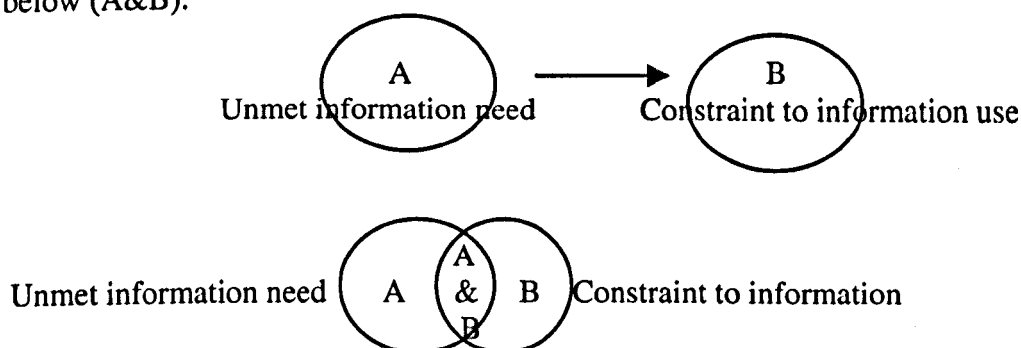 below (A&B).
A B
Unmet information need Constraint to information use
A
Unmet information need A & B Constraint to information
B